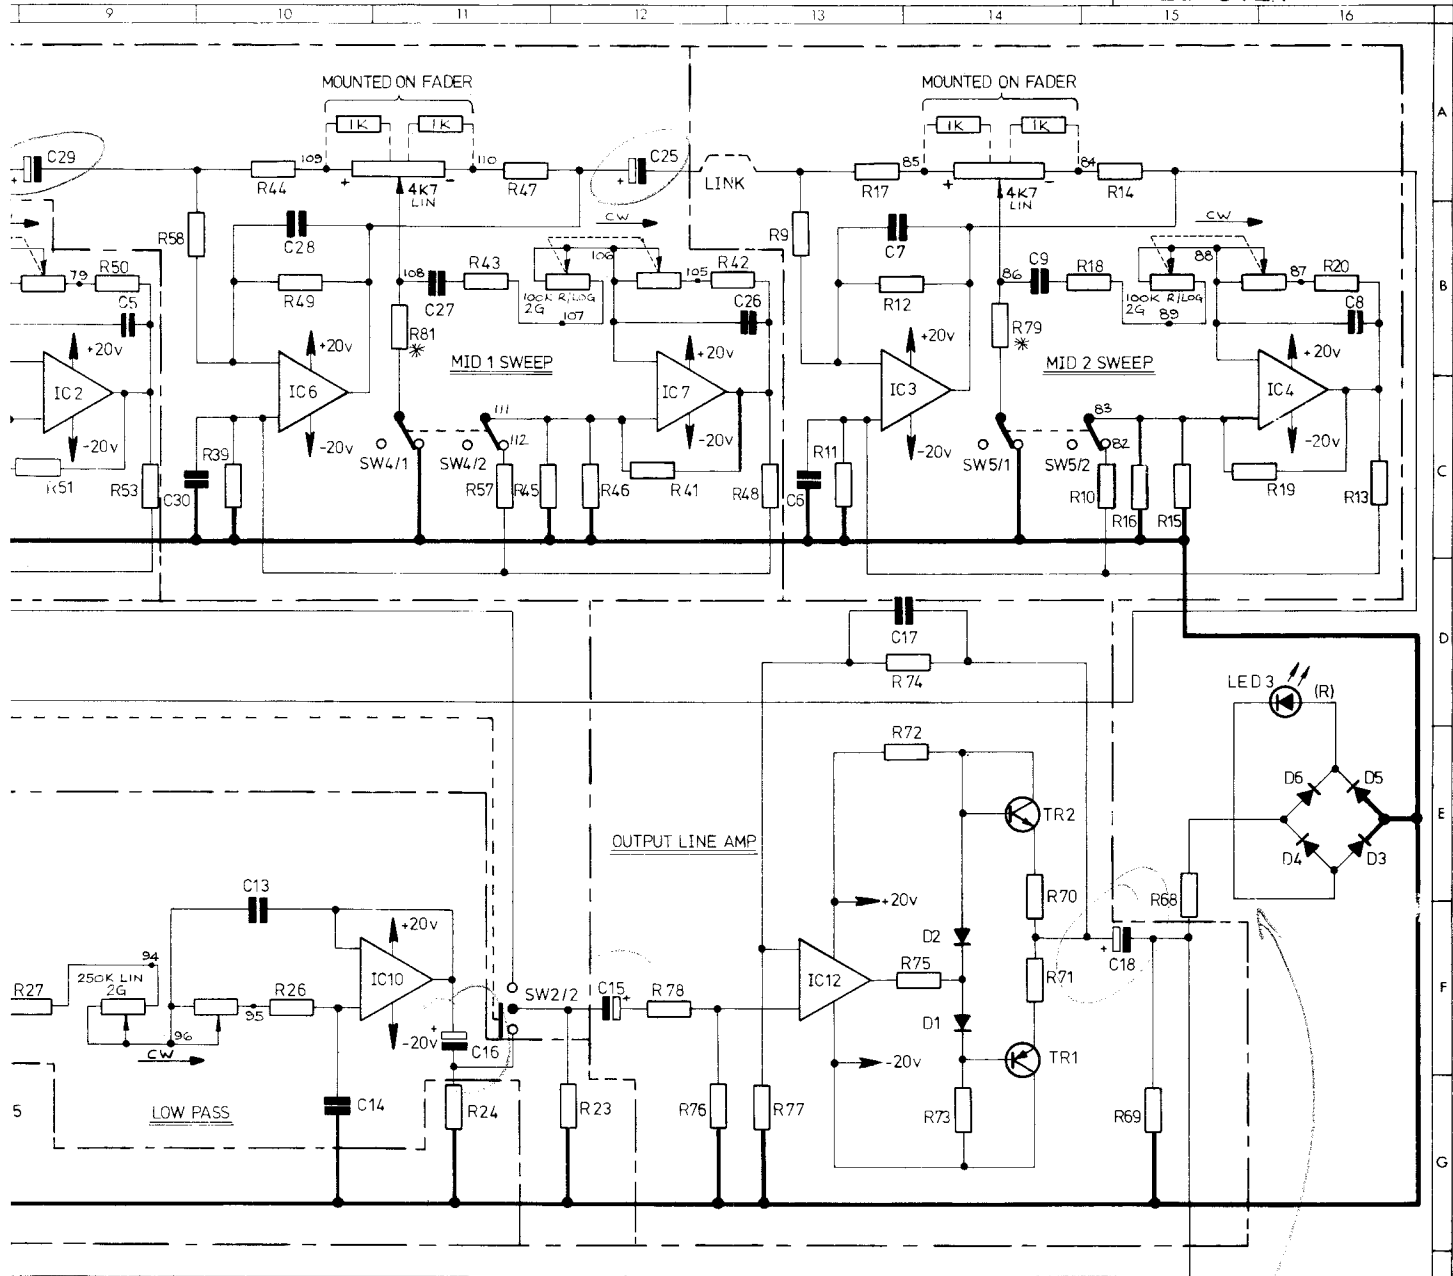 9 10 11 12 13 14 15 16
MOUNTED ON FADER
MOUNTED ON FADER
A
1K 1K
1K 1K
+ C29
R44
109
+ -
4K7
LIN
110
R47
+ C25
LINK
R17
85
+ -
4K7
LIN
84
R14
R58
C28
CW
R9
C7
CW
79 R50
R49
108
C27
R43
106
100K R/LOG
2G
107
105
R42
C26
R12
86
C9
R18
88
100K R/LOG
2G
89
87
R20
C8
B
C5
R81
*
R79
*
+20v
IC2
-20v
+20v
IC6
-20v
MID 1 SWEEP
+20v
IC7
-20v
+20v
IC3
-20v
MID 2 SWEEP
+20v
IC4
-20v
R51
R53
C30
R39
SW4/1
SW4/2
111
112
R57
R45
R46
R41
R48
C6
R11
SW5/1
SW5/2
83
82
R10
R16
R15
R19
R13
C
C17
R74
D
LED3
(R)
R72
D6 D5
D4 D3
TR2
E
OUTPUT LINE AMP
C13
+20v
IC10
-20v
R70
R68
+20v
D2
R27
250K LIN
2G
94
96
95
R26
CW
+
C16
SW2/2
C15 +
R78
IC12
R75
R71
+
C18
F
D1
-20v
TR1
5
LOW PASS
C14
R24
R23
R76
R77
R73
R69
G